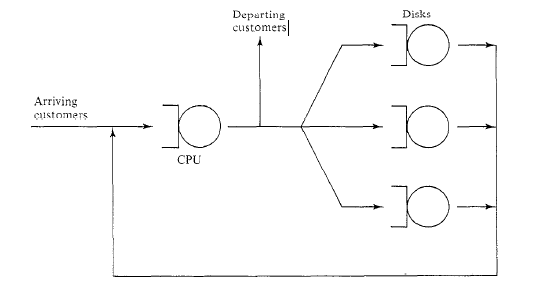 Departing
customers
Disks
Arriving
customers
CPU